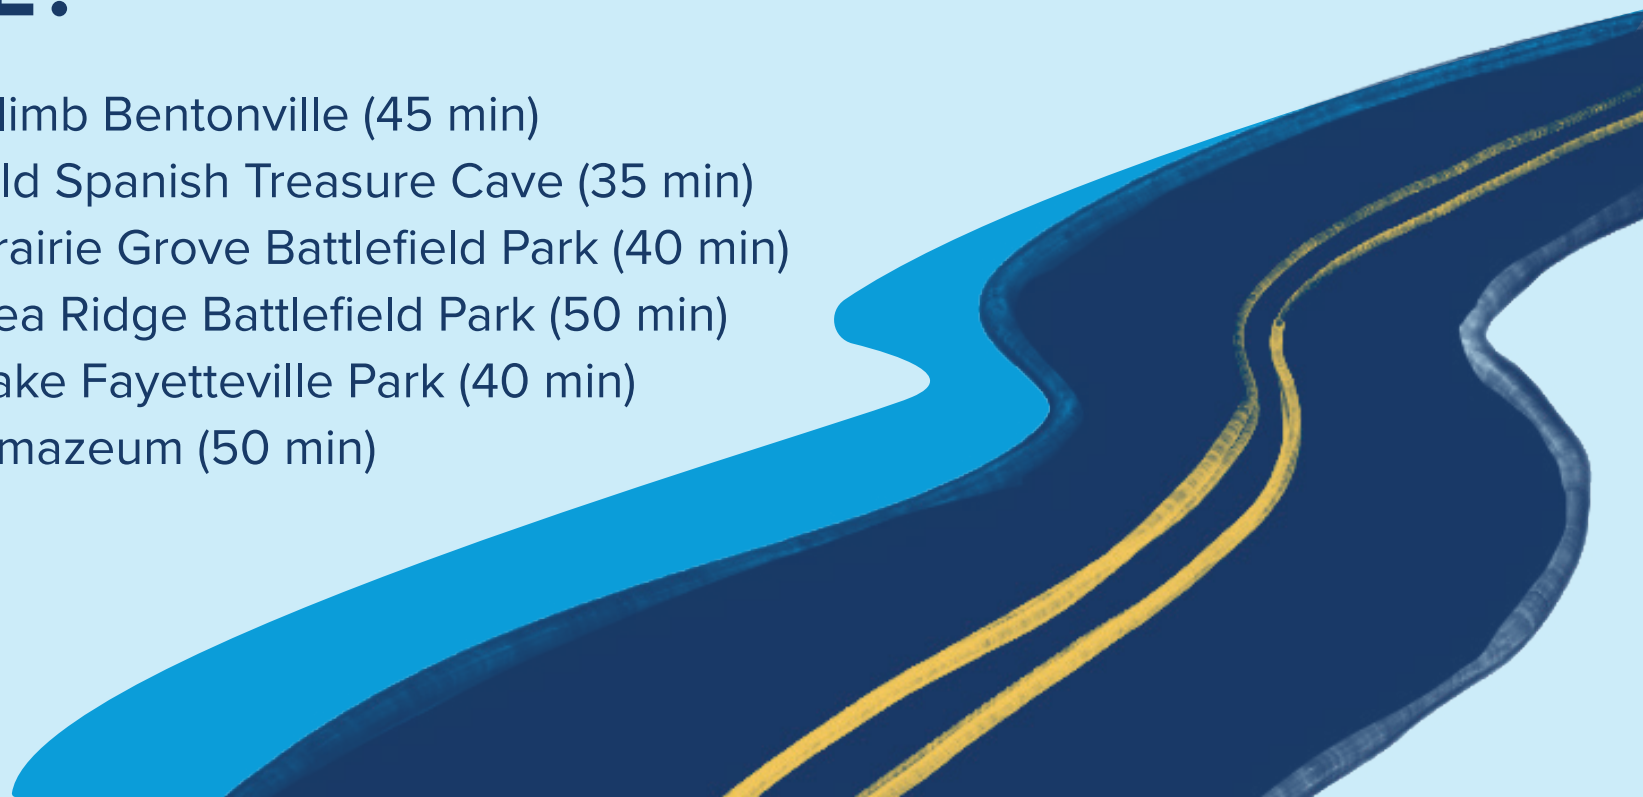 limb Bentonville (45 min)
ld Spanish Treasure Cave (35 min)
rairie Grove Battlefield Park (40 min)
ea Ridge Battlefield Park (50 min)
ake Fayetteville Park (40 min)
mazeum (50 min)